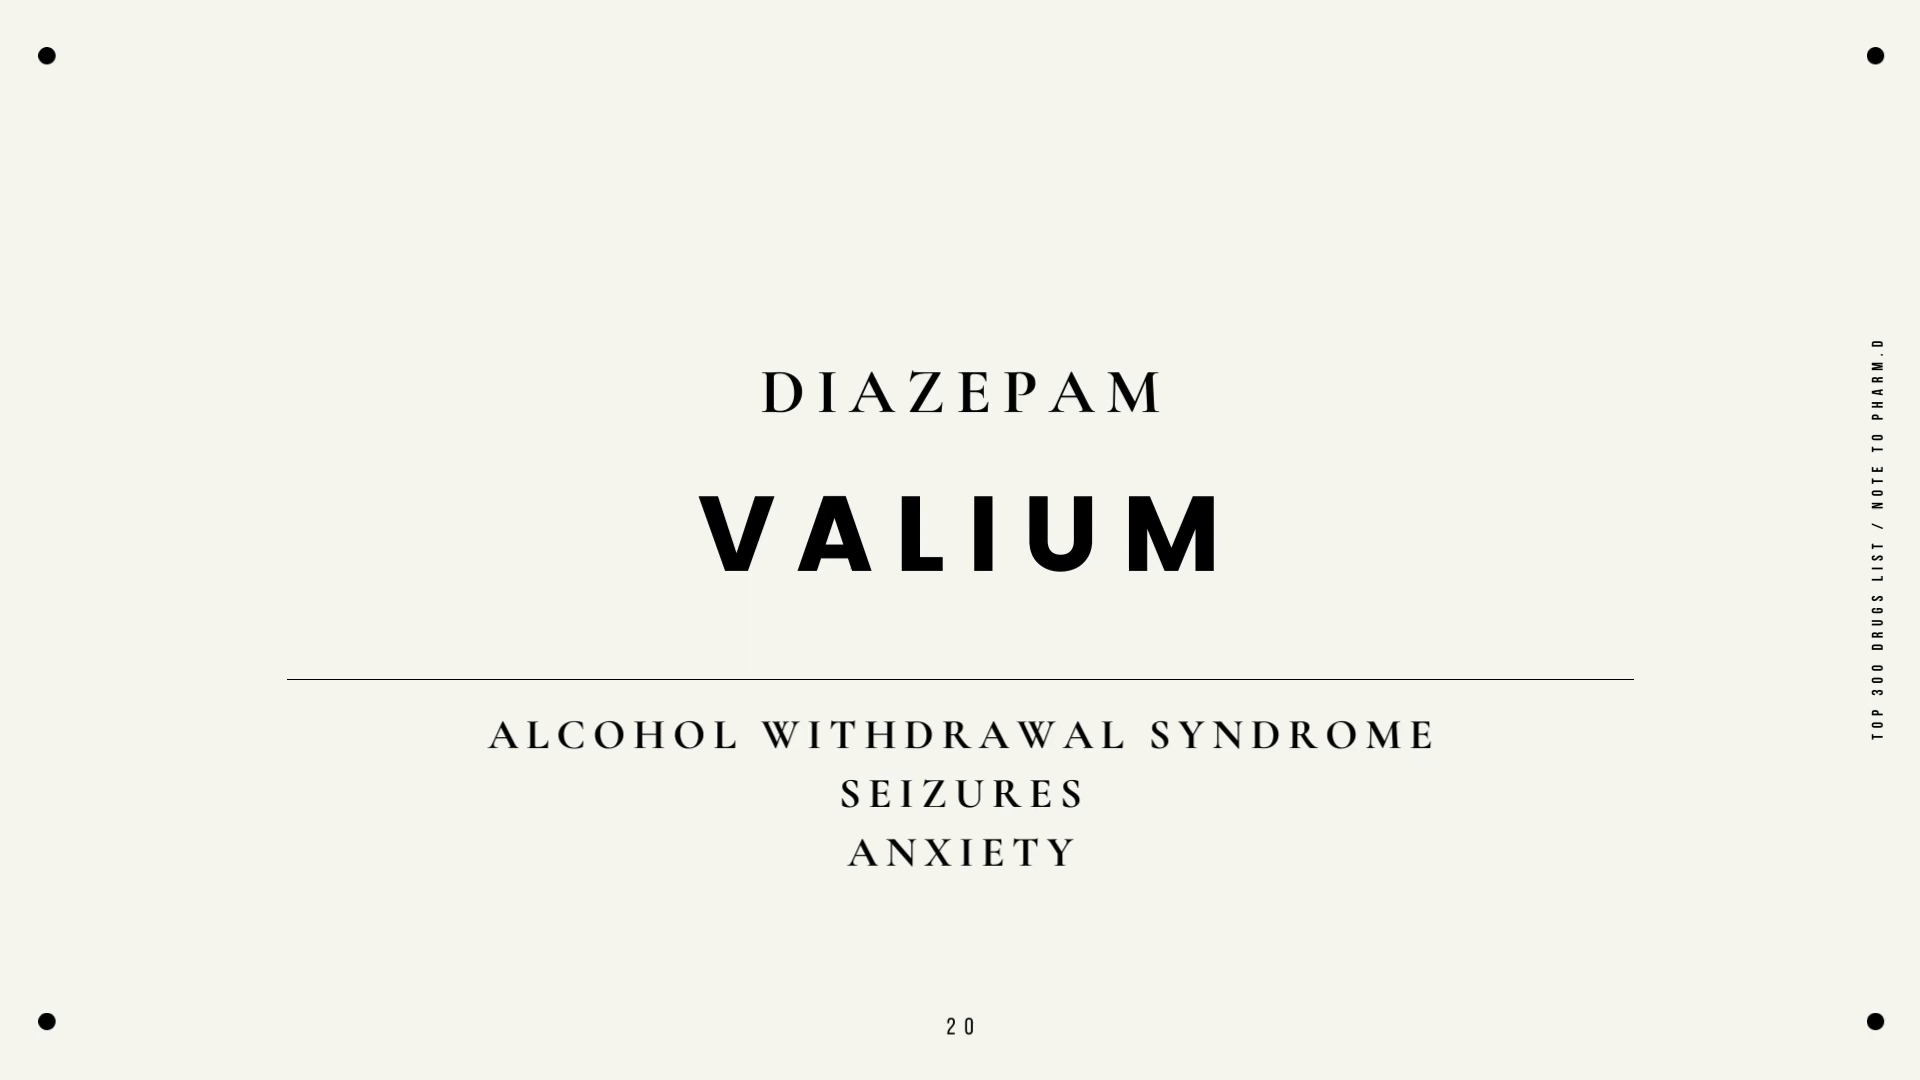 DIAZEPAM
VALIUM
ALCOHOL WITHDRAWAL SYNDROME
SEIZURES
ANXIETY
20
TOP 300 DRUGS LIST / NOTE TO PHARM.D